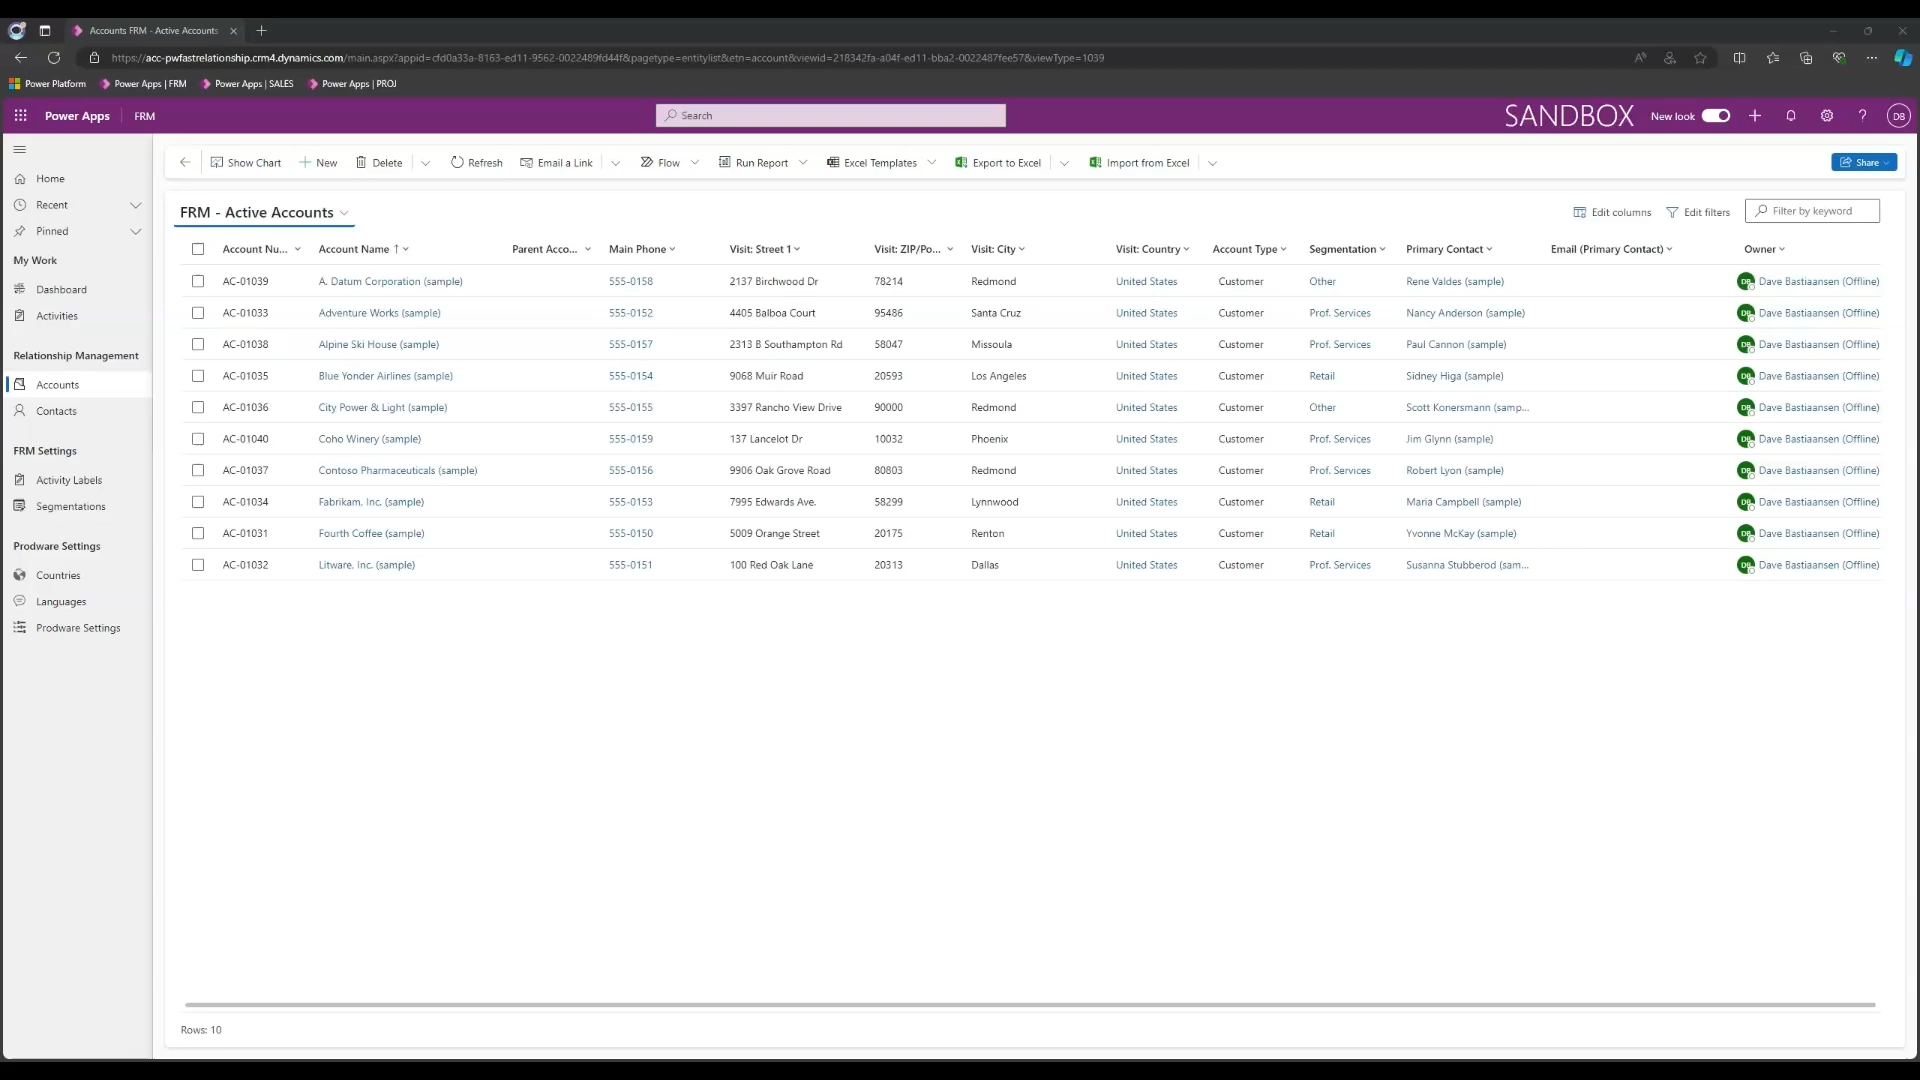 Accounts FRM - Active Accounts
https://acc-pwfastrelationship.crm4.dynamics.com/main.aspx?appid=cfd0a33a-8163-ed11-9562-0022489fd44f&pagetype=entitylist&etn=account&viewid=218342fa-a04f-ed11-bba2-0022487fee57&viewType=1039
Power Platform Power Apps | FRM Power Apps | SALES Power Apps | PROJ
Power Apps FRM Search SANDBOX New look DB
Show Chart New Delete Refresh Email a Link Flow Run Report Excel Templates Export to Excel Import from Excel Share
Home
Recent
Pinned
My Work
Dashboard
Activities
Relationship Management
Accounts
Contacts
FRM Settings
Activity Labels
Segmentations
Prodware Settings
Countries
Languages
Prodware Settings
FRM - Active Accounts Edit columns Edit filters Filter by keyword
Account Nu... Account Name ↑ Parent Acco... Main Phone Visit: Street 1 Visit: ZIP/Po... Visit: City Visit: Country Account Type Segmentation Primary Contact Email (Primary Contact) Owner
AC-01039 A. Datum Corporation (sample) 555-0158 2137 Birchwood Dr 78214 Redmond United States Customer Other Rene Valdes (sample) DB Dave Bastiaansen (Offline)
AC-01033 Adventure Works (sample) 555-0152 4405 Balboa Court 95486 Santa Cruz United States Customer Prof. Services Nancy Anderson (sample) DB Dave Bastiaansen (Offline)
AC-01038 Alpine Ski House (sample) 555-0157 2313 B Southampton Rd 58047 Missoula United States Customer Prof. Services Paul Cannon (sample) DB Dave Bastiaansen (Offline)
AC-01035 Blue Yonder Airlines (sample) 555-0154 9068 Muir Road 20593 Los Angeles United States Customer Retail Sidney Higa (sample) DB Dave Bastiaansen (Offline)
AC-01036 City Power & Light (sample) 555-0155 3397 Rancho View Drive 90000 Redmond United States Customer Other Scott Konersmann (samp... DB Dave Bastiaansen (Offline)
AC-01040 Coho Winery (sample) 555-0159 137 Lancelot Dr 10032 Phoenix United States Customer Prof. Services Jim Glynn (sample) DB Dave Bastiaansen (Offline)
AC-01037 Contoso Pharmaceuticals (sample) 555-0156 9906 Oak Grove Road 80803 Redmond United States Customer Prof. Services Robert Lyon (sample) DB Dave Bastiaansen (Offline)
AC-01034 Fabrikam, Inc. (sample) 555-0153 7995 Edwards Ave. 58299 Lynnwood United States Customer Retail Maria Campbell (sample) DB Dave Bastiaansen (Offline)
AC-01031 Fourth Coffee (sample) 555-0150 5009 Orange Street 20175 Renton United States Customer Retail Yvonne McKay (sample) DB Dave Bastiaansen (Offline)
AC-01032 Litware, Inc. (sample) 555-0151 100 Red Oak Lane 20313 Dallas United States Customer Prof. Services Susanna Stubberod (sam... DB Dave Bastiaansen (Offline)
Rows: 10